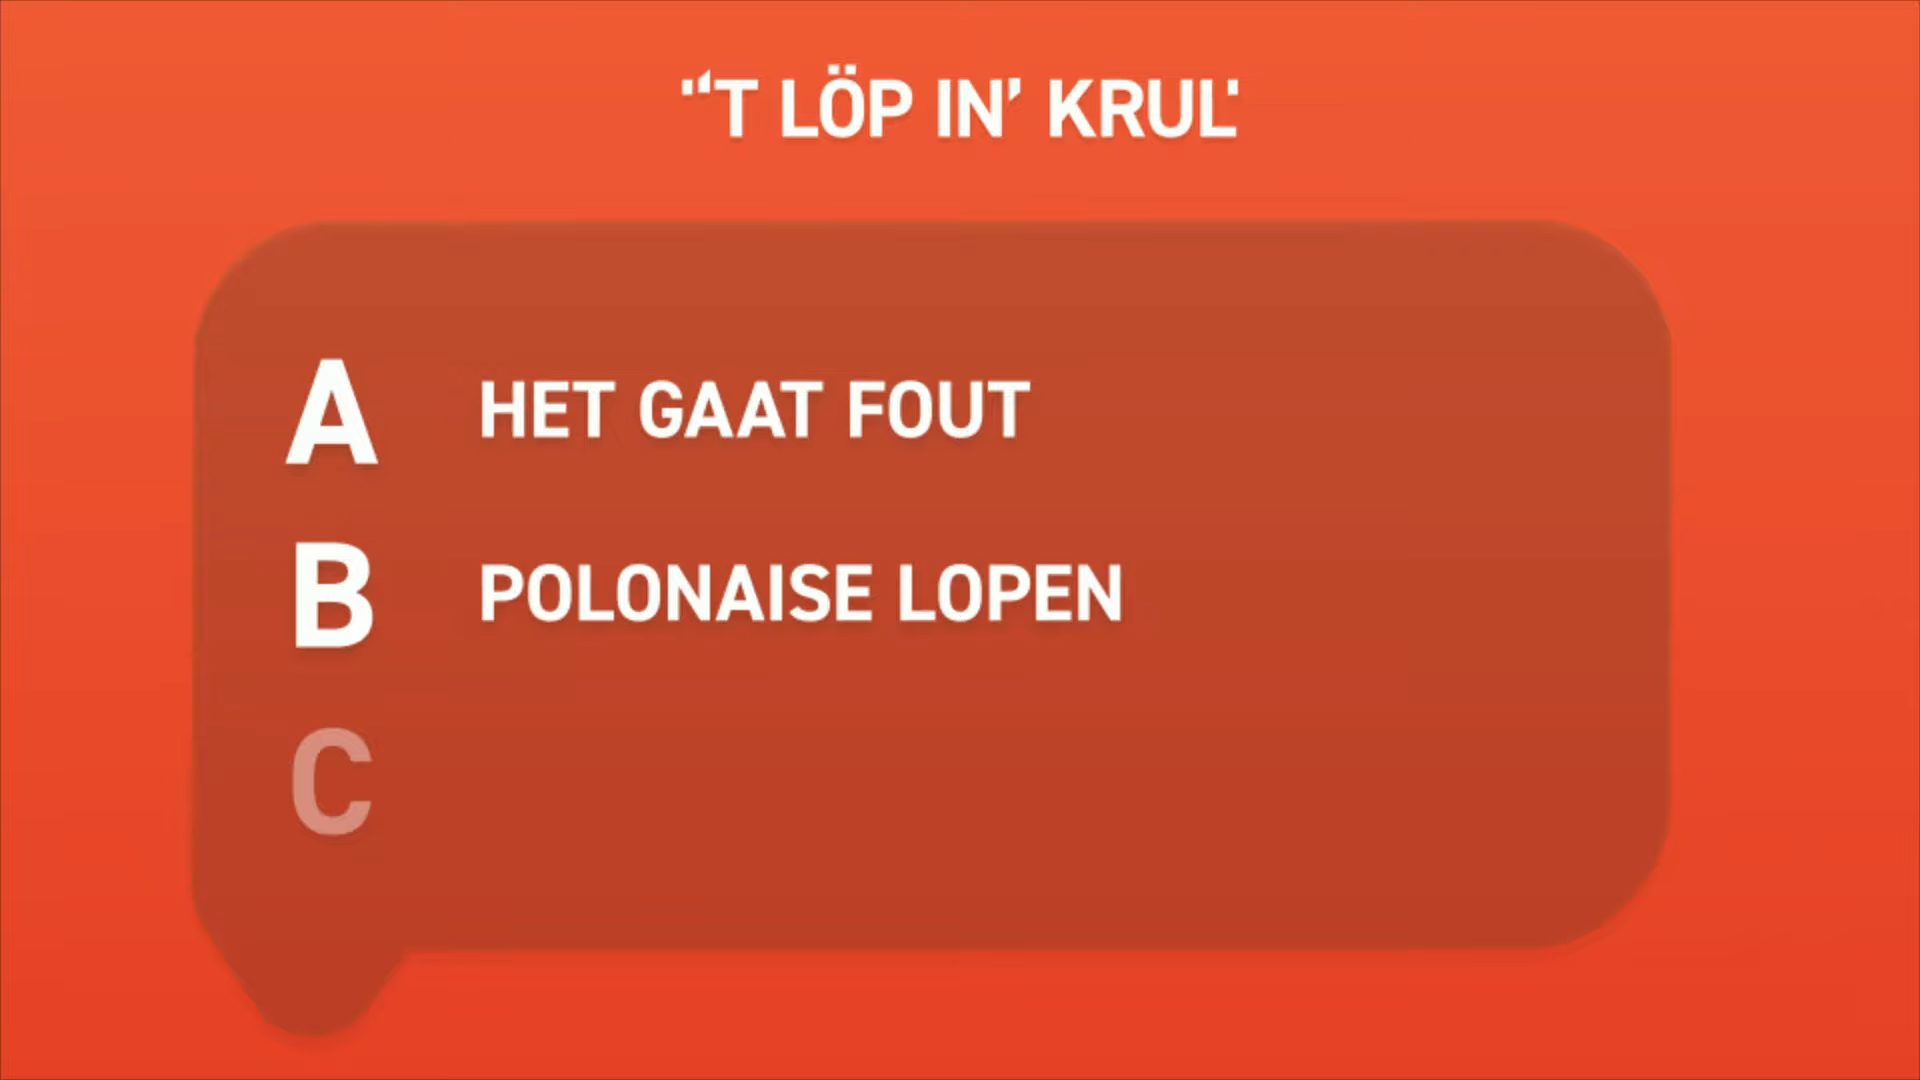 "'T LÖP IN' KRUL"
A HET GAAT FOUT
B POLONAISE LOPEN
C